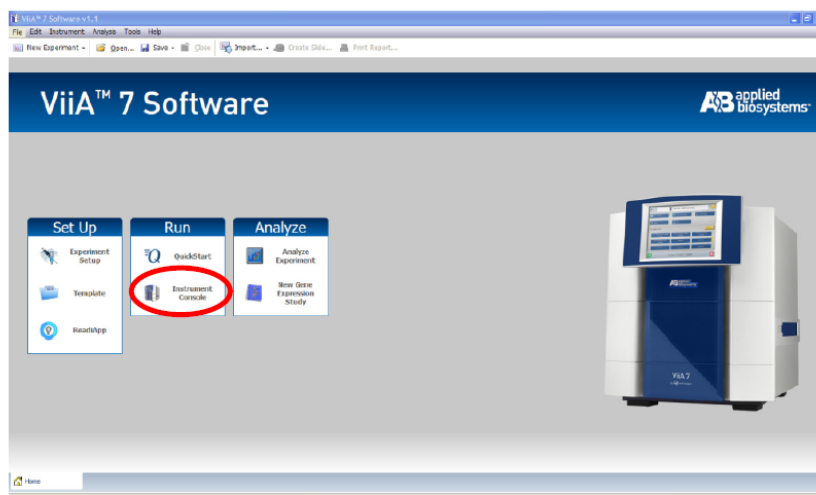 ViiA™ 7 Software v1.1
File Edit Instrument Analysis Tools Help
New Experiment Open... Save Close Import... Create Slide... Print Report...
ViiA™ 7 Software
AB applied biosystems
Set Up
Experiment Setup
Template
ReadiApp
Run
QuickStart
Instrument Console
Analyze
Analyze Experiment
New Gene Expression Study
ViiA 7
Home